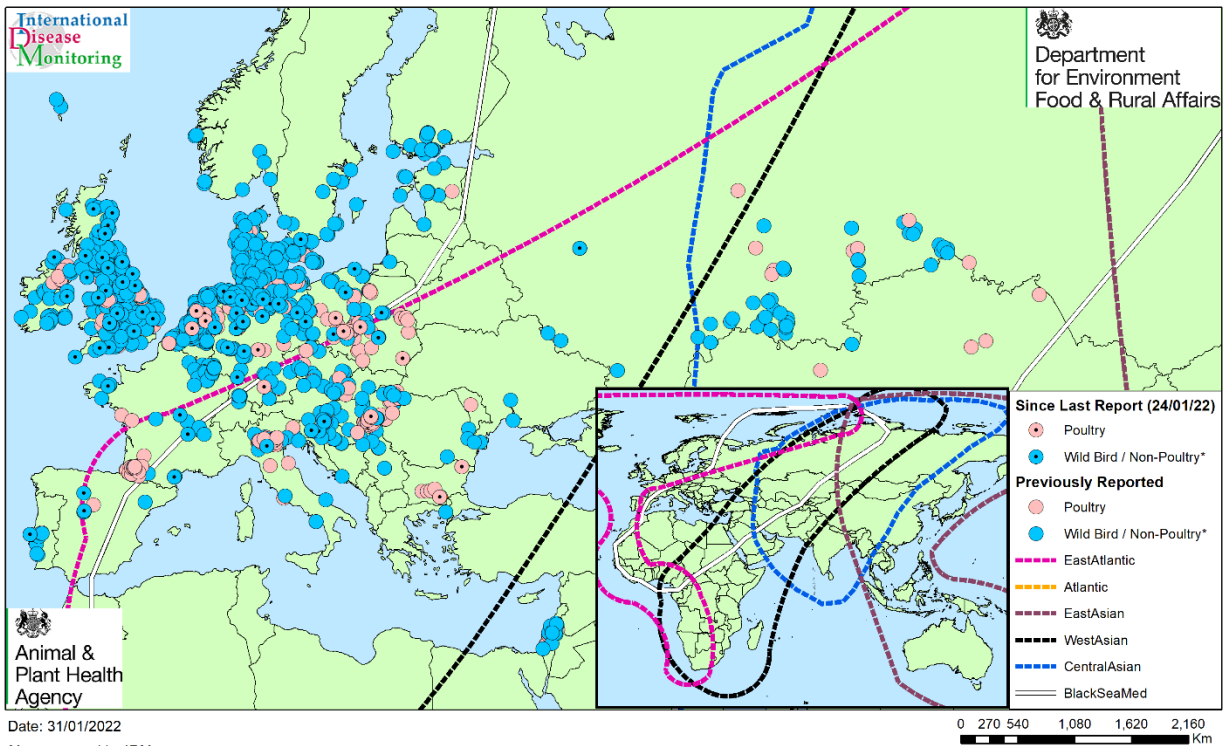 International
Disease
Monitoring
Department
for Environment
Food & Rural Affairs
Since Last Report (24/01/22)
Poultry
Wild Bird / Non-Poultry*
Previously Reported
Poultry
Wild Bird / Non-Poultry*
EastAtlantic
Atlantic
EastAsian
WestAsian
CentralAsian
BlackSeaMed
Animal &
Plant Health
Agency
Date: 31/01/2022
0 270 540 1,080 1,620 2,160
Km